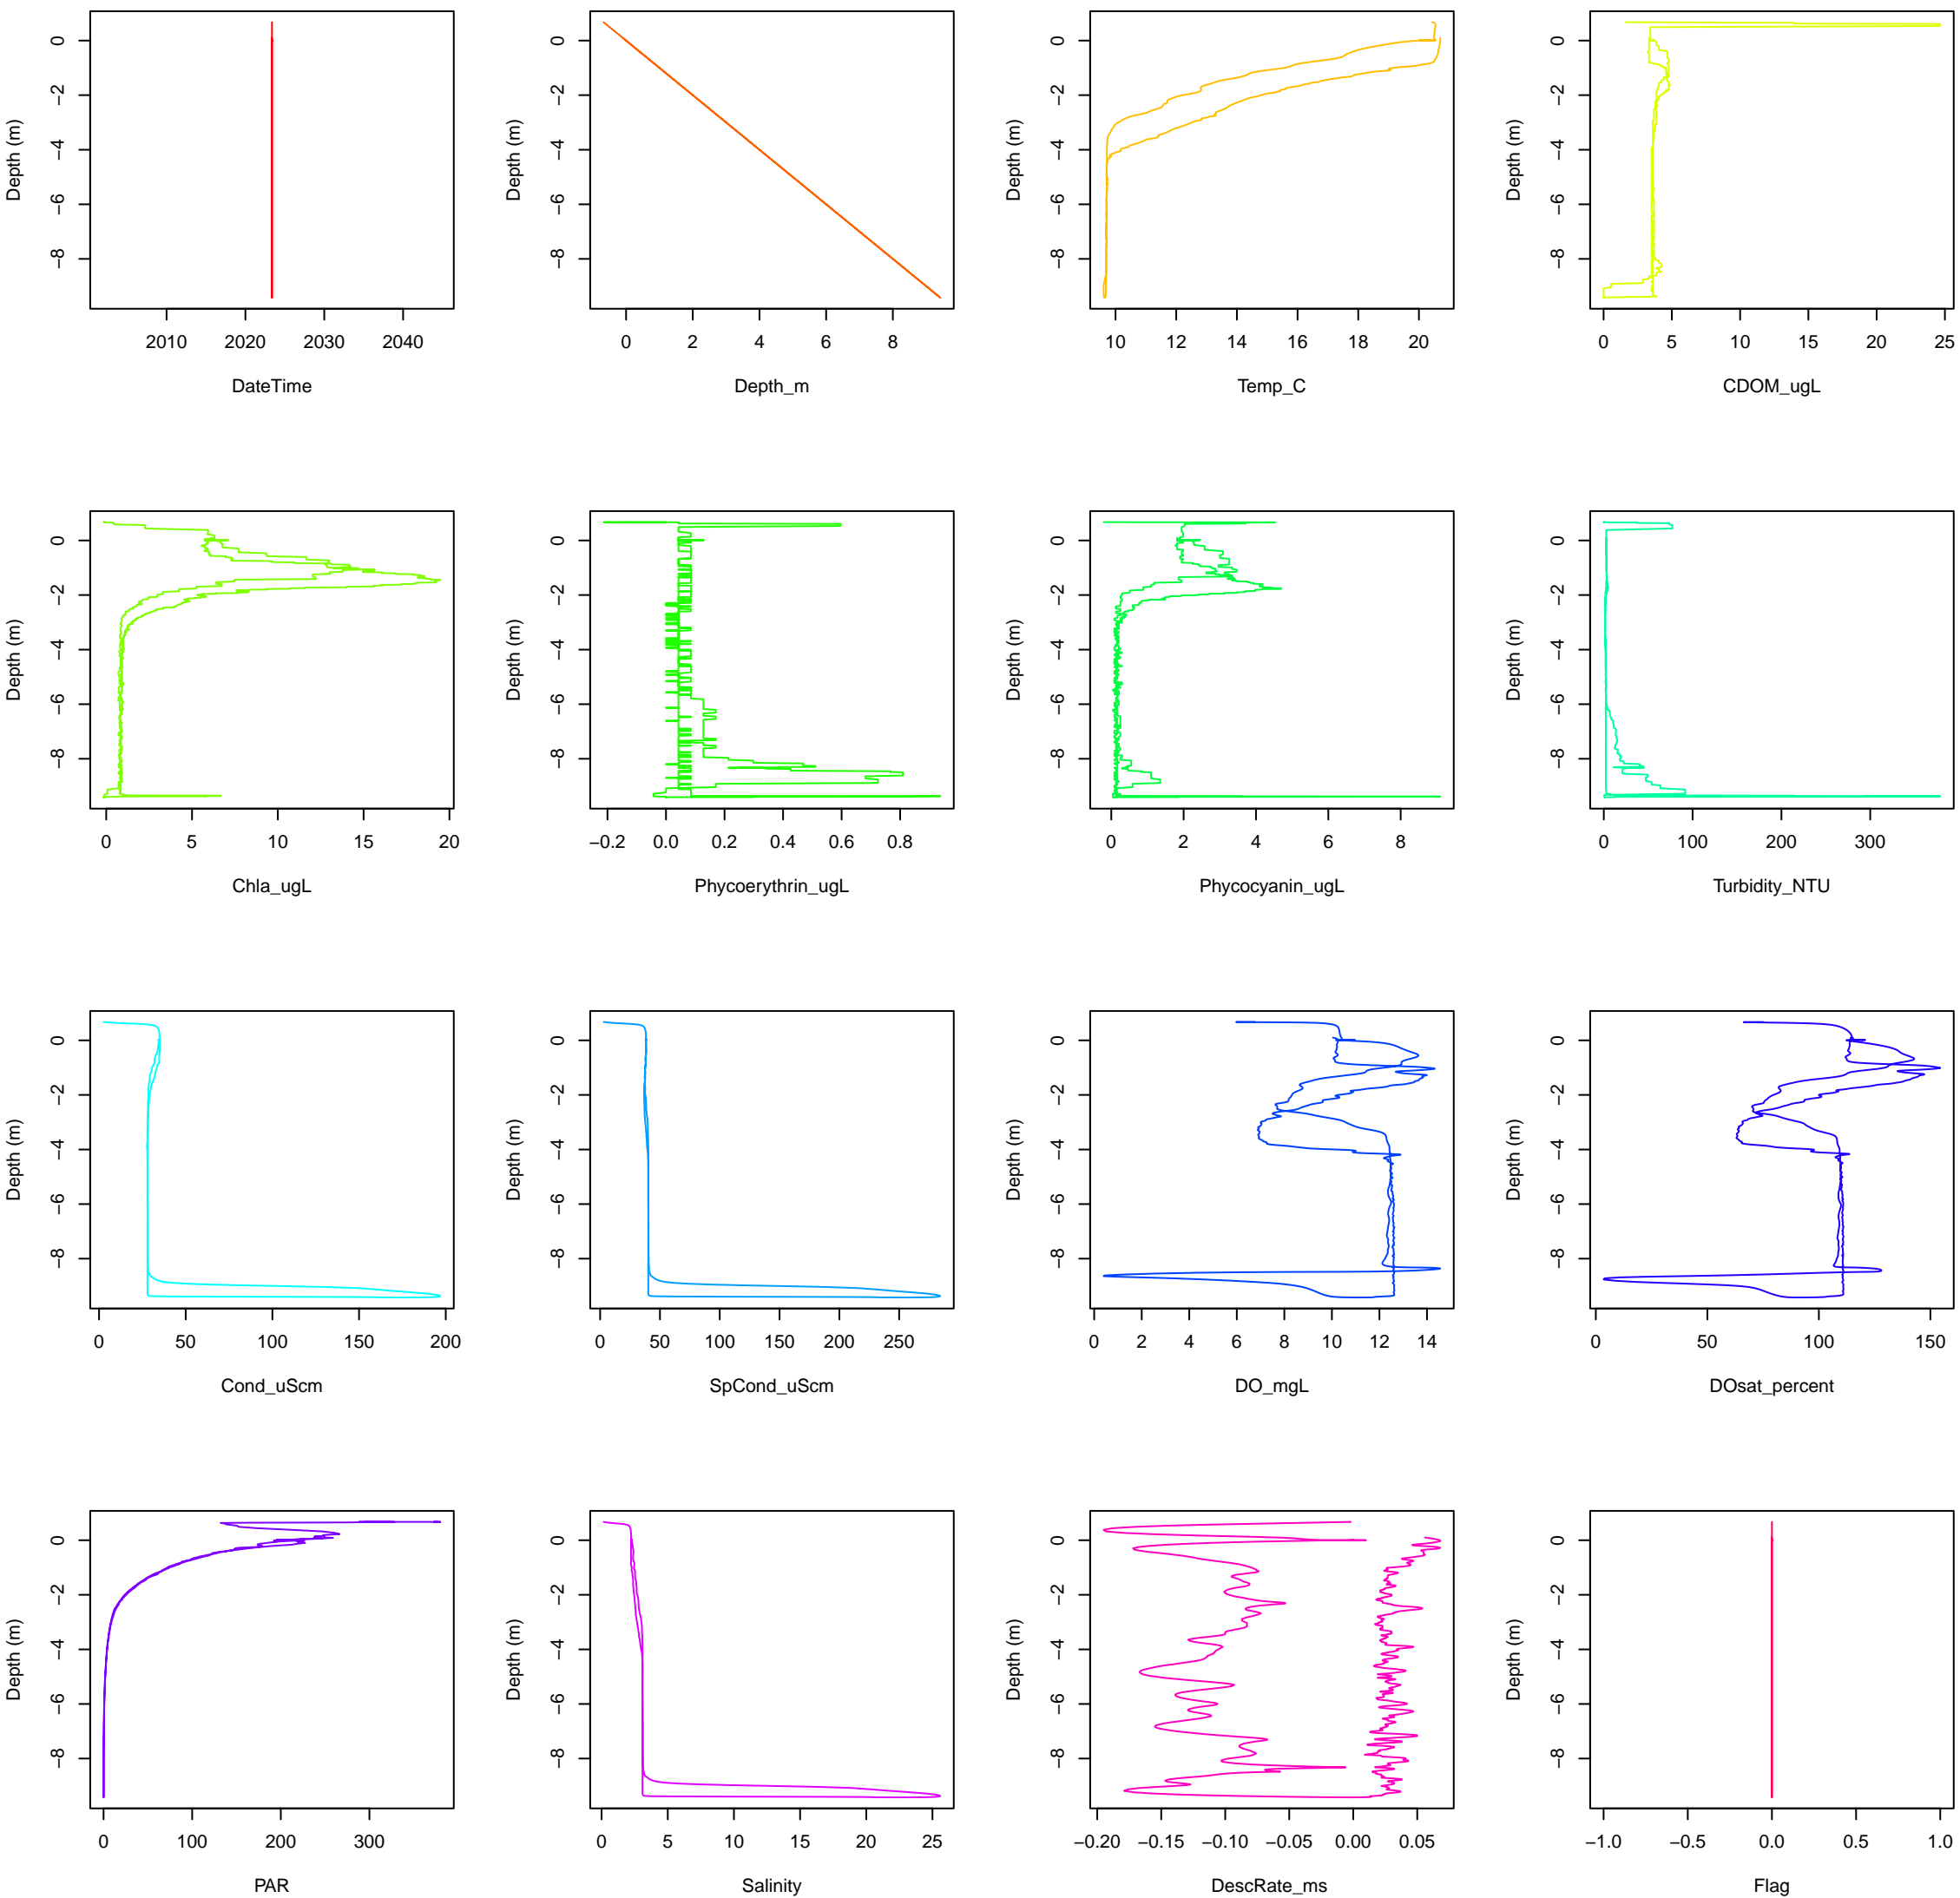 Depth (m)
0
−2
−4
−6
−8
2010 2020 2030 2040
DateTime
Depth (m)
0
−2
−4
−6
−8
0 2 4 6 8
Depth_m
Depth (m)
0
−2
−4
−6
−8
10 12 14 16 18 20
Temp_C
Depth (m)
0
−2
−4
−6
−8
0 5 10 15 20 25
CDOM_ugL
Depth (m)
0
−2
−4
−6
−8
0 5 10 15 20
Chla_ugL
Depth (m)
0
−2
−4
−6
−8
−0.2 0.0 0.2 0.4 0.6 0.8
Phycoerythrin_ugL
Depth (m)
0
−2
−4
−6
−8
0 2 4 6 8
Phycocyanin_ugL
Depth (m)
0
−2
−4
−6
−8
0 100 200 300
Turbidity_NTU
Depth (m)
0
−2
−4
−6
−8
0 50 100 150 200
Cond_uScm
Depth (m)
0
−2
−4
−6
−8
0 50 100 150 200 250
SpCond_uScm
Depth (m)
0
−2
−4
−6
−8
0 2 4 6 8 10 12 14
DO_mgL
Depth (m)
0
−2
−4
−6
−8
0 50 100 150
DOsat_percent
Depth (m)
0
−2
−4
−6
−8
0 100 200 300
PAR
Depth (m)
0
−2
−4
−6
−8
0 5 10 15 20 25
Salinity
Depth (m)
0
−2
−4
−6
−8
−0.20 −0.15 −0.10 −0.05 0.00 0.05
DescRate_ms
Depth (m)
0
−2
−4
−6
−8
−1.0 −0.5 0.0 0.5 1.0
Flag